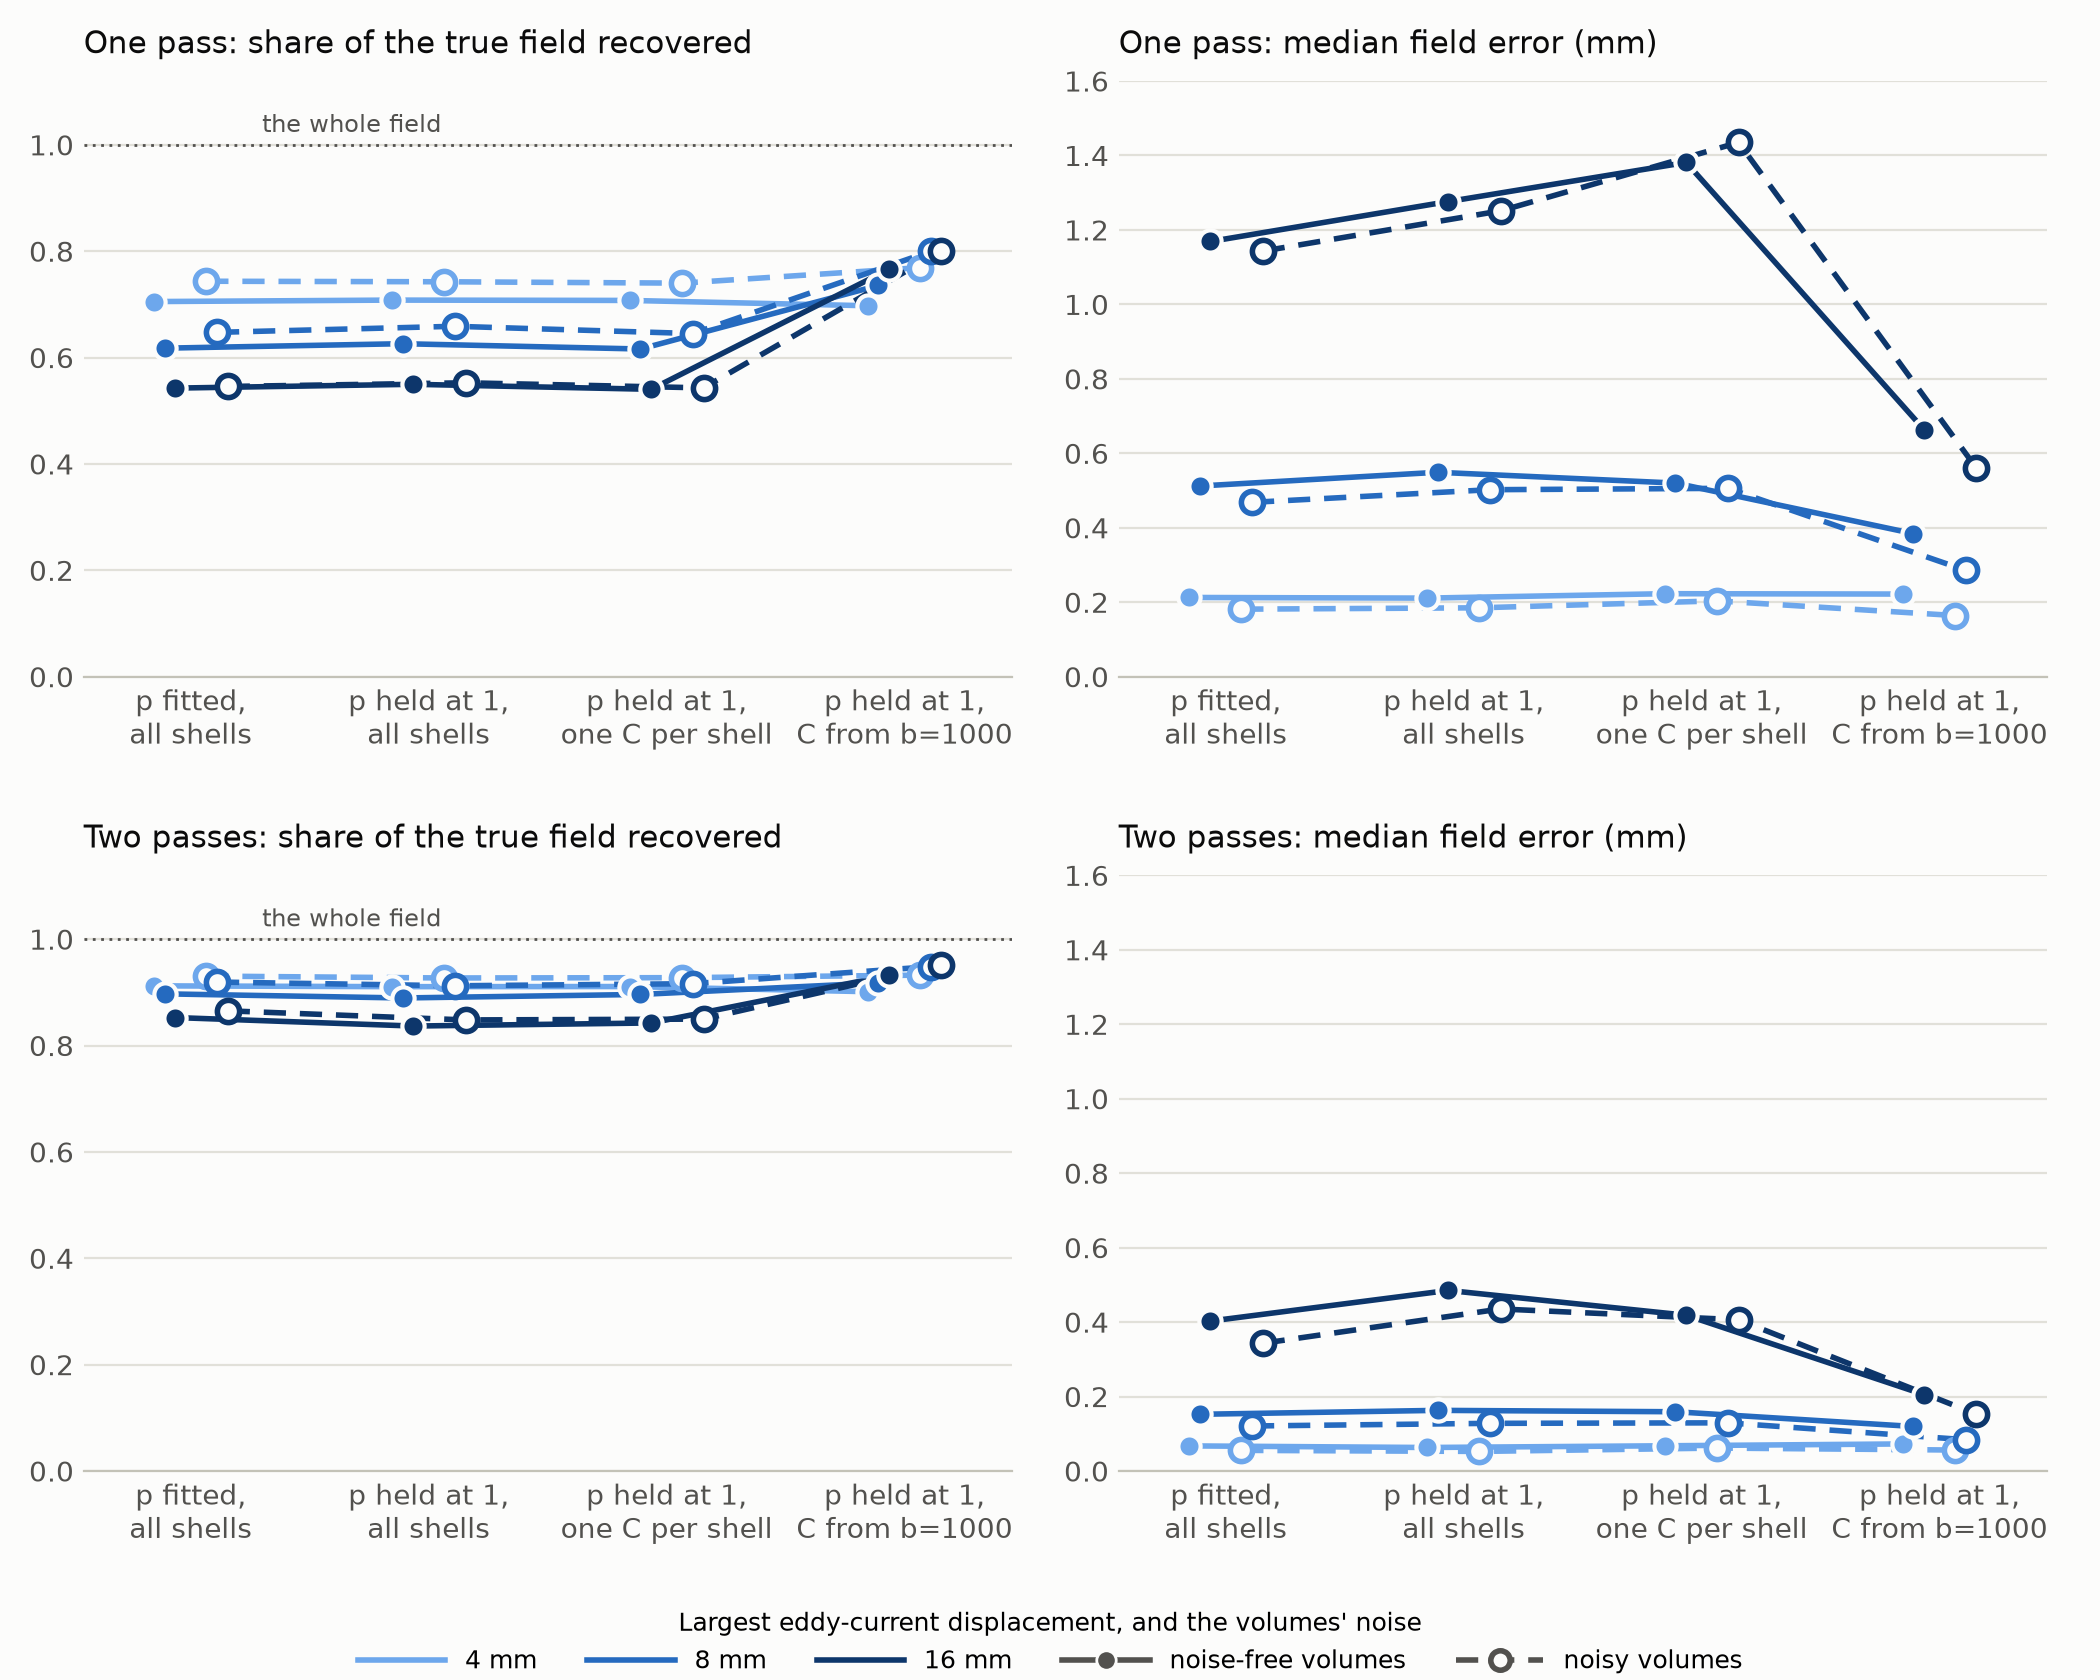 One pass: share of the true field recovered
the whole field
1.0
0.8
0.6
0.4
0.2
0.0
p fitted,
all shells
p held at 1,
all shells
p held at 1,
one C per shell
p held at 1,
C from b=1000
One pass: median field error (mm)
1.6
1.4
1.2
1.0
0.8
0.6
0.4
0.2
0.0
p fitted,
all shells
p held at 1,
all shells
p held at 1,
one C per shell
p held at 1,
C from b=1000
Two passes: share of the true field recovered
the whole field
1.0
0.8
0.6
0.4
0.2
0.0
p fitted,
all shells
p held at 1,
all shells
p held at 1,
one C per shell
p held at 1,
C from b=1000
Two passes: median field error (mm)
1.6
1.4
1.2
1.0
0.8
0.6
0.4
0.2
0.0
p fitted,
all shells
p held at 1,
all shells
p held at 1,
one C per shell
p held at 1,
C from b=1000
Largest eddy-current displacement, and the volumes' noise
4 mm
8 mm
16 mm
noise-free volumes
noisy volumes